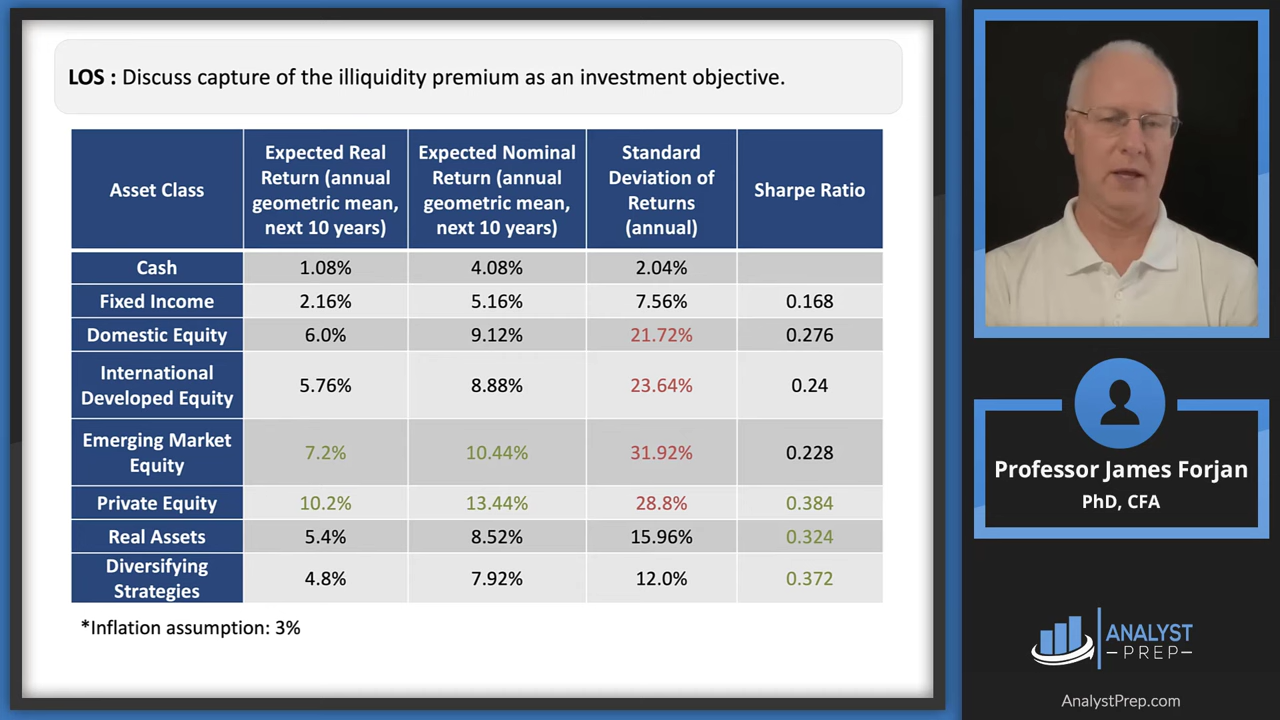 LOS : Discuss capture of the illiquidity premium as an investment objective.
Asset Class
Expected Real
Return (annual
geometric mean,
next 10 years)
Expected Nominal
Return (annual
geometric mean,
next 10 years)
Standard
Deviation of
Returns
(annual)
Sharpe Ratio
Cash 1.08% 4.08% 2.04%
Fixed Income 2.16% 5.16% 7.56% 0.168
Domestic Equity 6.0% 9.12% 21.72% 0.276
International
Developed Equity 5.76% 8.88% 23.64% 0.24
Emerging Market
Equity 7.2% 10.44% 31.92% 0.228
Private Equity 10.2% 13.44% 28.8% 0.384
Real Assets 5.4% 8.52% 15.96% 0.324
Diversifying
Strategies 4.8% 7.92% 12.0% 0.372
*Inflation assumption: 3%
Professor James Forjan
PhD, CFA
ANALYST
PREP
AnalystPrep.com